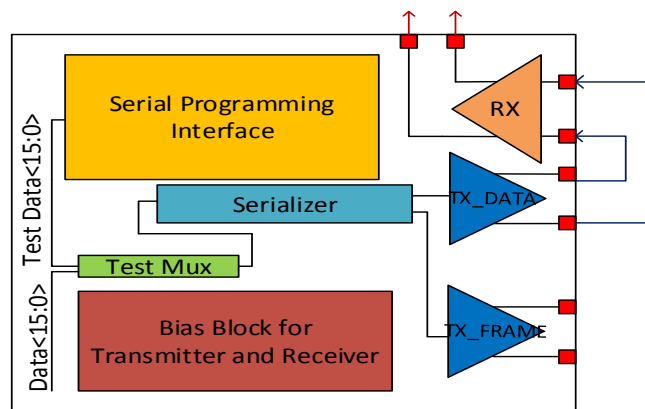 Serial Programming
Interface
RX
Test Data<15:0>
Serializer
TX_DATA
Test Mux
Data<15:0>
Bias Block for
Transmitter and Receiver
TX_FRAME